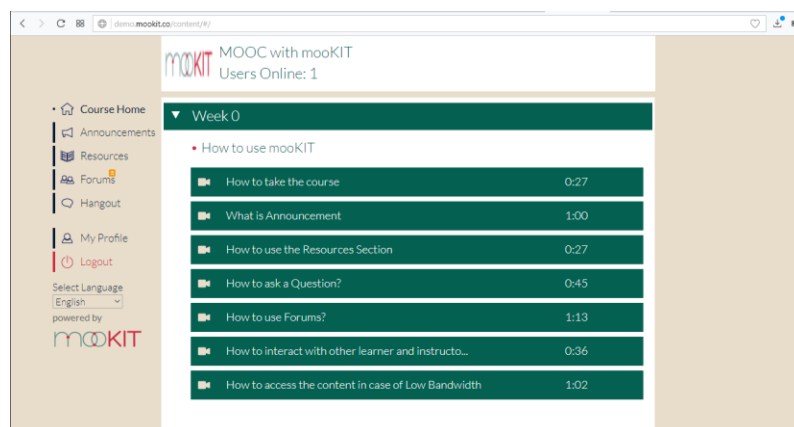 demo.mookit.co/content/#/
mooKIT
MOOC with mooKIT
Users Online: 1
Course Home
Announcements
Resources
Forums
Hangout
My Profile
Logout
Select Language
English
powered by
mooKIT
Week 0
How to use mooKIT
How to take the course 0:27
What is Announcement 1:00
How to use the Resources Section 0:27
How to ask a Question? 0:45
How to use Forums? 1:13
How to interact with other learner and instructo... 0:36
How to access the content in case of Low Bandwidth 1:02